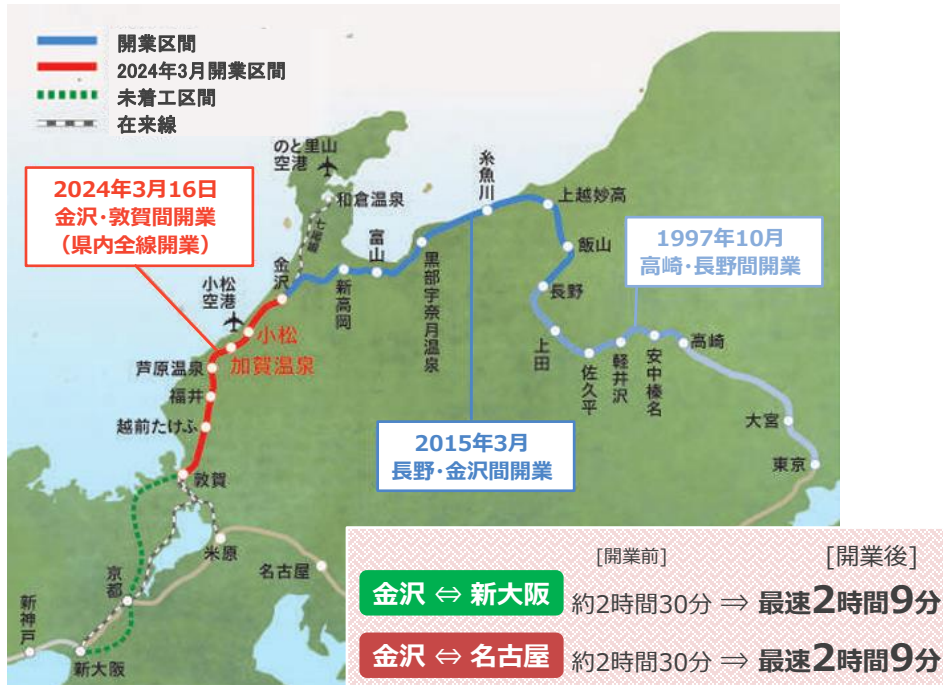 開業区間
2024年3月開業区間
未着工区間
在来線
のと里山
空港
和倉温泉
七尾線
糸魚川
上越妙高
2024年3月16日
金沢・敦賀間開業
（県内全線開業）
1997年10月
高崎・長野間開業
飯山
富山
金沢
新高岡
黒部宇奈月温泉
長野
小松
空港
小松
加賀温泉
上田
佐久平
軽井沢
安中榛名
高崎
芦原温泉
福井
越前たけふ
大宮
東京
2015年3月
長野・金沢間開業
敦賀
米原
名古屋
京都
新神戸
新大阪
[開業前]
[開業後]
金沢 ⇔ 新大阪 約2時間30分 ⇒ 最速2時間9分
金沢 ⇔ 名古屋 約2時間30分 ⇒ 最速2時間9分